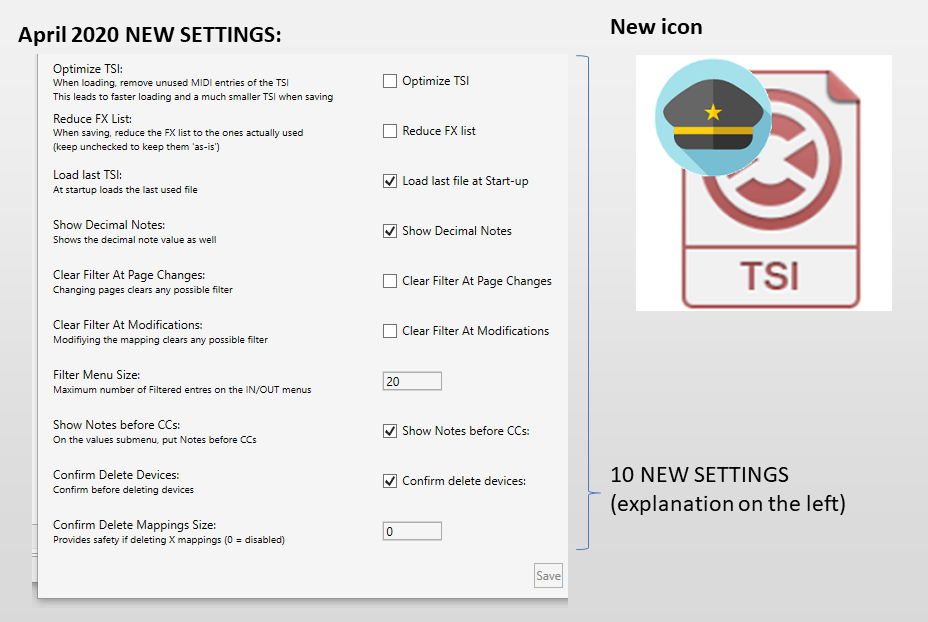 April 2020 NEW SETTINGS:
New icon
Optimize TSI:
When loading, remove unused MIDI entries of the TSI
This leads to faster loading and a much smaller TSI when saving
Optimize TSI
Reduce FX List:
When saving, reduce the FX list to the ones actually used
(keep unchecked to keep them 'as-is')
Reduce FX list
Load last TSI:
At startup loads the last used file
Load last file at Start-up
Show Decimal Notes:
Shows the decimal note value as well
Show Decimal Notes
Clear Filter At Page Changes:
Changing pages clears any possible filter
Clear Filter At Page Changes
Clear Filter At Modifications:
Modifiying the mapping clears any possible filter
Clear Filter At Modifications
Filter Menu Size:
Maximum number of Filtered entres on the IN/OUT menus
20
Show Notes before CCs:
On the values submenu, put Notes before CCs
Show Notes before CCs:
Confirm Delete Devices:
Confirm before deleting devices
Confirm delete devices:
Confirm Delete Mappings Size:
Provides safety if deleting X mappings (0 = disabled)
0
Save
TSI
10 NEW SETTINGS
(explanation on the left)